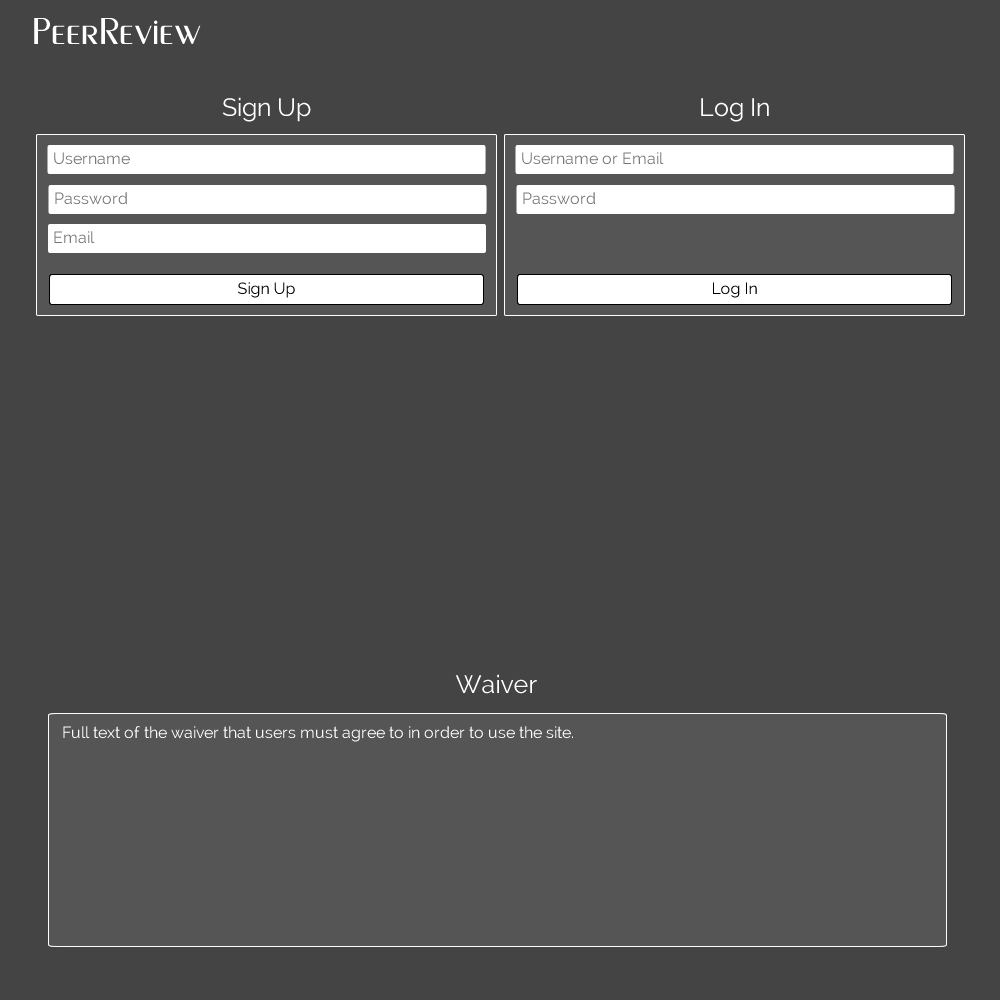 PeerReview
Sign Up
Log In
Username
Username or Email
Password
Password
Email
Sign Up
Log In
Waiver
Full text of the waiver that users must agree to in order to use the site.